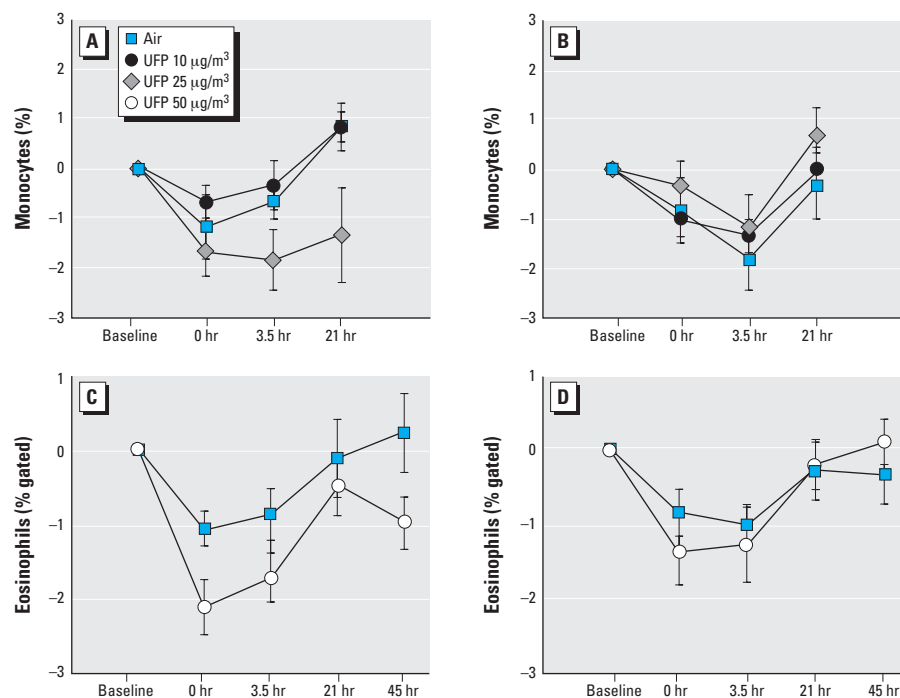 A
Air
UFP 10 μg/m³
UFP 25 μg/m³
UFP 50 μg/m³
Monocytes (%)
3
2
1
0
–1
–2
–3
Baseline
0 hr
3.5 hr
21 hr
B
Monocytes (%)
3
2
1
0
–1
–2
–3
Baseline
0 hr
3.5 hr
21 hr
C
Eosinophils (% gated)
1
0
–1
–2
–3
Baseline
0 hr
3.5 hr
21 hr
45 hr
D
Eosinophils (% gated)
1
0
–1
–2
–3
Baseline
0 hr
3.5 hr
21 hr
45 hr